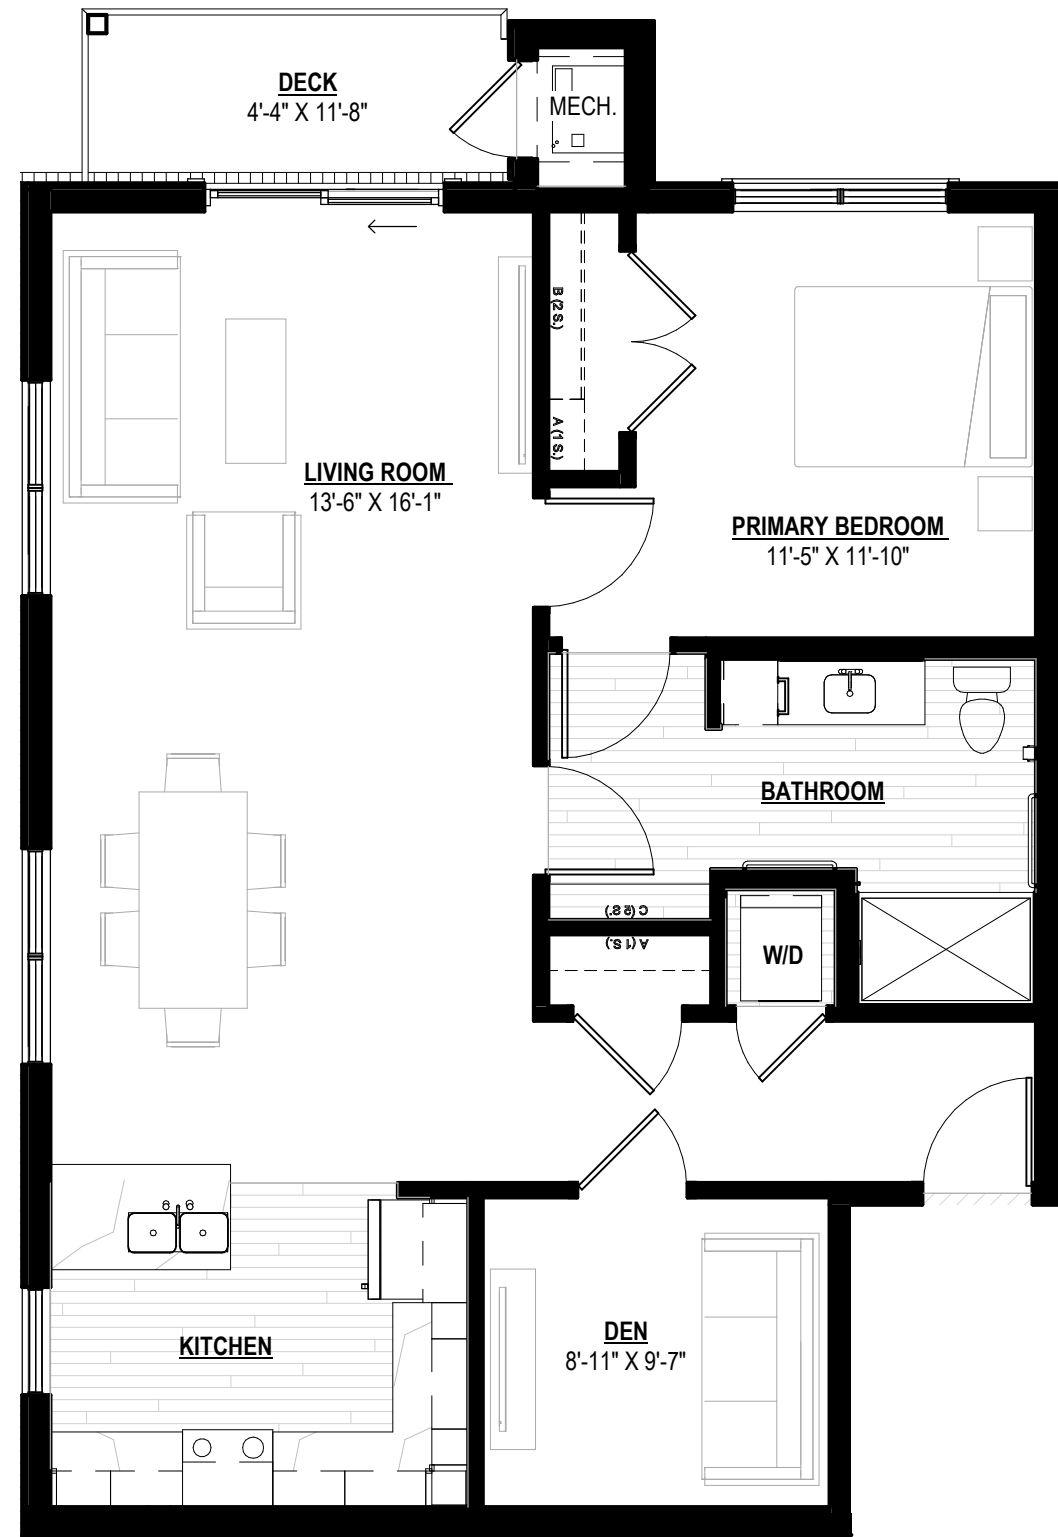 DECK
4'-4" X 11'-8"
MECH.
B (2 S.)
A (1 S.)
LIVING ROOM
13'-6" X 16'-1"
PRIMARY BEDROOM
11'-5" X 11'-10"
BATHROOM
C (5 S.)
A (1 S.)
W/D
KITCHEN
DEN
8'-11" X 9'-7"